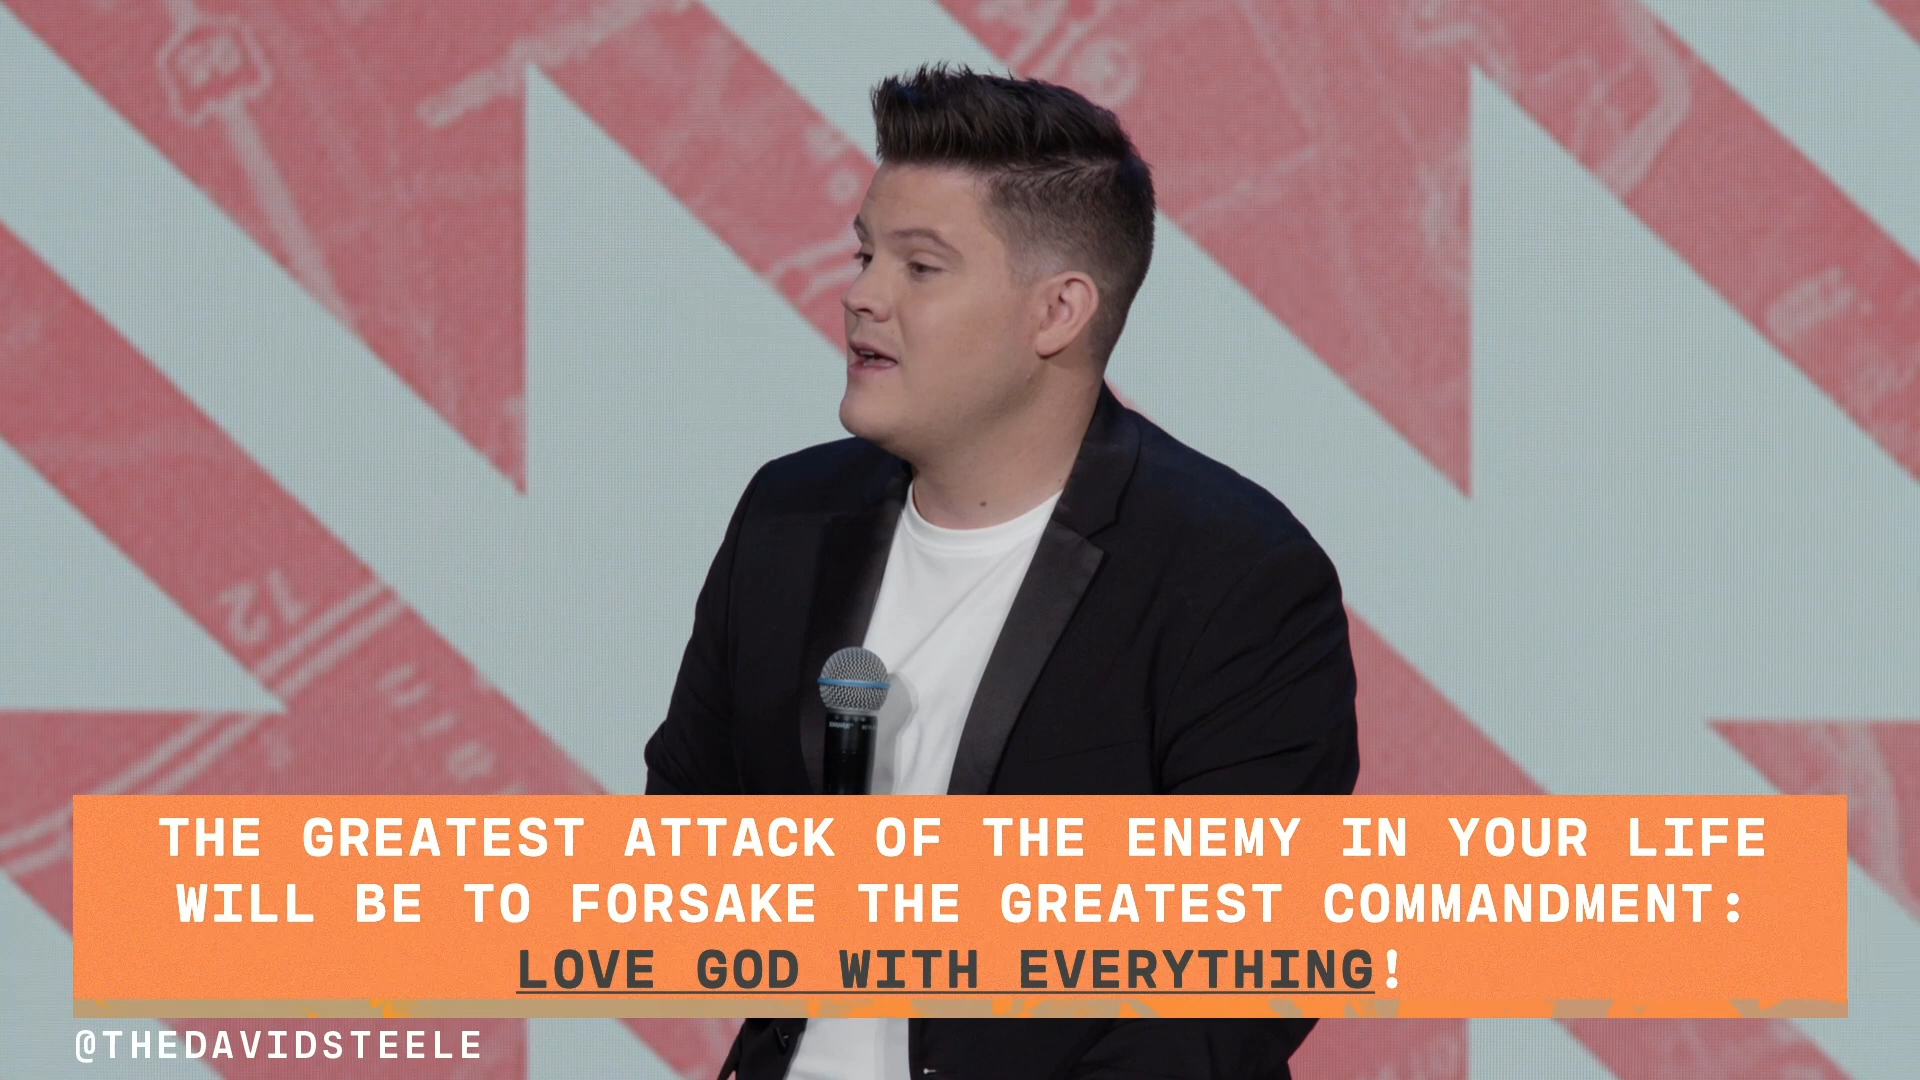 THE GREATEST ATTACK OF THE ENEMY IN YOUR LIFE
WILL BE TO FORSAKE THE GREATEST COMMANDMENT:
LOVE GOD WITH EVERYTHING!
@THEDAVIDSTEELE